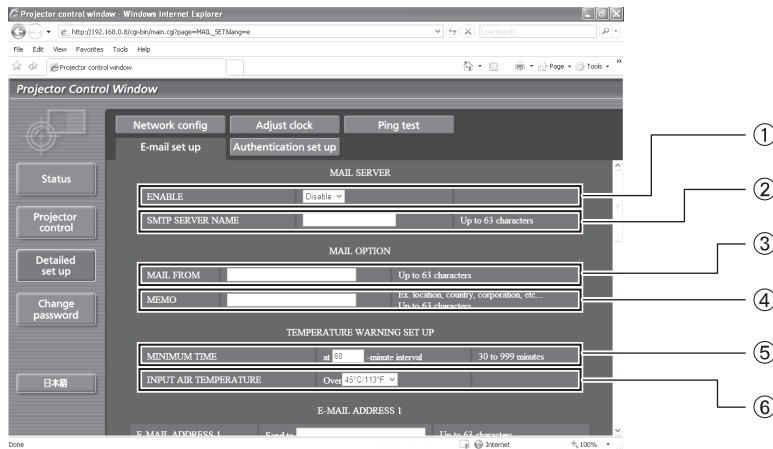 Projector control window - Windows Internet Explorer
http://192.168.0.8/cgi-bin/main.cgi?page=MAIL_SET&lang=e
Live Search
File Edit View Favorites Tools Help
Projector control window
Page Tools
Projector Control Window
Network config Adjust clock Ping test
E-mail set up Authentication set up
Status
Projector control
Detailed set up
Change password
日本語
MAIL SERVER
ENABLE Disable
SMTP SERVER NAME Up to 63 characters
MAIL OPTION
MAIL FROM Up to 63 characters
MEMO Ex. location, country, corporation, etc...
Up to 63 characters
TEMPERATURE WARNING SET UP
MINIMUM TIME at 60 -minute interval 30 to 999 minutes
INPUT AIR TEMPERATURE Over 45°C/113°F
E-MAIL ADDRESS 1
E-MAIL ADDRESS 1 Send to Up to 63 characters
Done Internet 100%
①
②
③
④
⑤
⑥